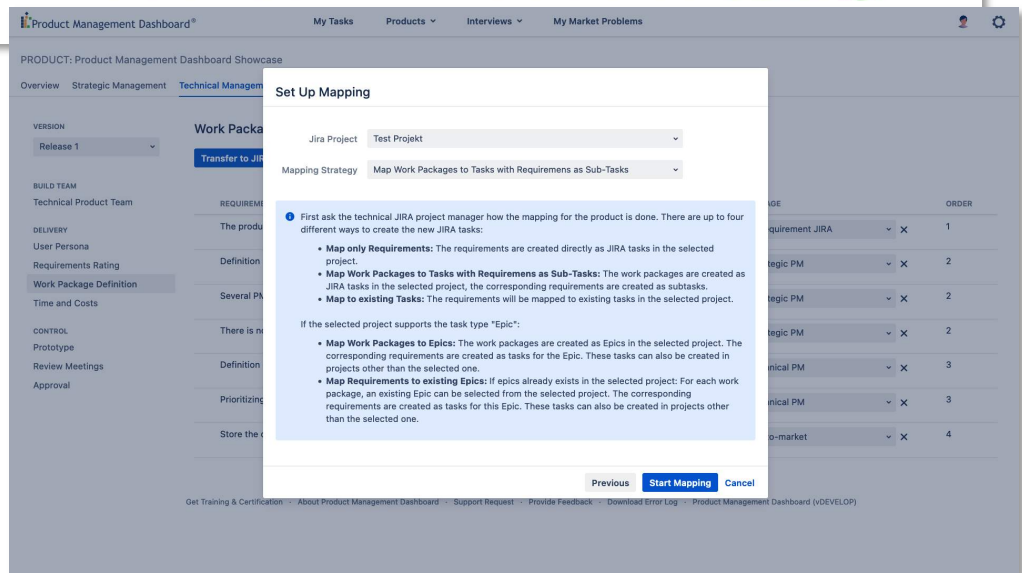 Product Management Dashboard®
My Tasks
Products
Interviews
My Market Problems
PRODUCT: Product Management Dashboard Showcase
Overview
Strategic Management
Technical Managem
VERSION
Release 1
BUILD TEAM
Technical Product Team
DELIVERY
User Persona
Requirements Rating
Work Package Definition
Time and Costs
CONTROL
Prototype
Review Meetings
Approval
Work Packa
Transfer to JIR
REQUIREME
The produ
Definition
Several PM
There is no
Definition
Prioritizing
Store the
Set Up Mapping
Jira Project
Test Projekt
Mapping Strategy
Map Work Packages to Tasks with Requiremens as Sub-Tasks
First ask the technical JIRA project manager how the mapping for the product is done. There are up to four
different ways to create the new JIRA tasks:
• Map only Requirements: The requirements are created directly as JIRA tasks in the selected
project.
• Map Work Packages to Tasks with Requiremens as Sub-Tasks: The work packages are created as
JIRA tasks in the selected project, the corresponding requirements are created as subtasks.
• Map to existing Tasks: The requirements will be mapped to existing tasks in the selected project.
If the selected project supports the task type "Epic":
• Map Work Packages to Epics: The work packages are created as Epics in the selected project. The
corresponding requirements are created as tasks for the Epic. These tasks can also be created in
projects other than the selected one.
• Map Requirements to existing Epics: If epics already exists in the selected project: For each work
package, an existing Epic can be selected from the selected project. The corresponding
requirements are created as tasks for this Epic. These tasks can also be created in projects other
than the selected one.
Previous
Start Mapping
Cancel
AGE
ORDER
quirement JIRA
1
tegic PM
2
tegic PM
2
tegic PM
2
nical PM
3
nical PM
3
o-market
4
Get Training & Certification - About Product Management Dashboard - Support Request - Provide Feedback - Download Error Log - Product Management Dashboard (vDEVELOP)